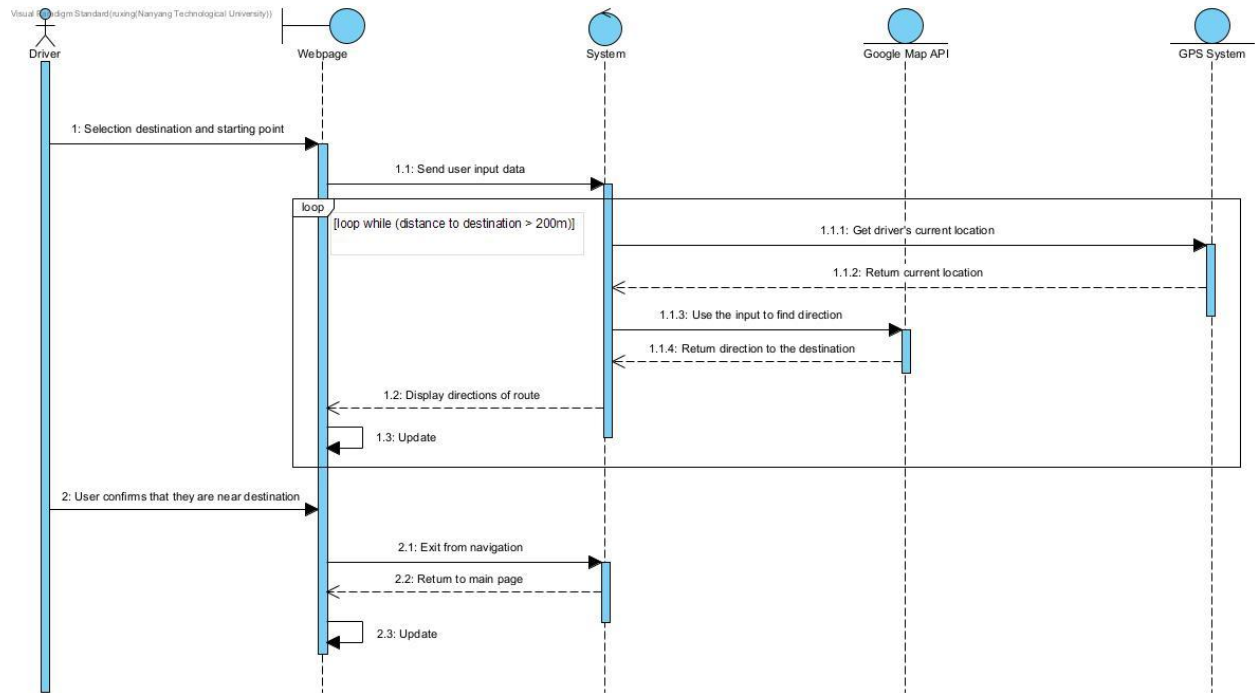 Visual Paradigm Standard(ruxing(Nanyang Technological University))
Driver
Webpage
System
Google Map API
GPS System
1: Selection destination and starting point
1.1: Send user input data
loop
[loop while (distance to destination > 200m)]
1.1.1: Get driver's current location
1.1.2: Return current location
1.1.3: Use the input to find direction
1.1.4: Return direction to the destination
1.2: Display directions of route
1.3: Update
2: User confirms that they are near destination
2.1: Exit from navigation
2.2: Return to main page
2.3: Update